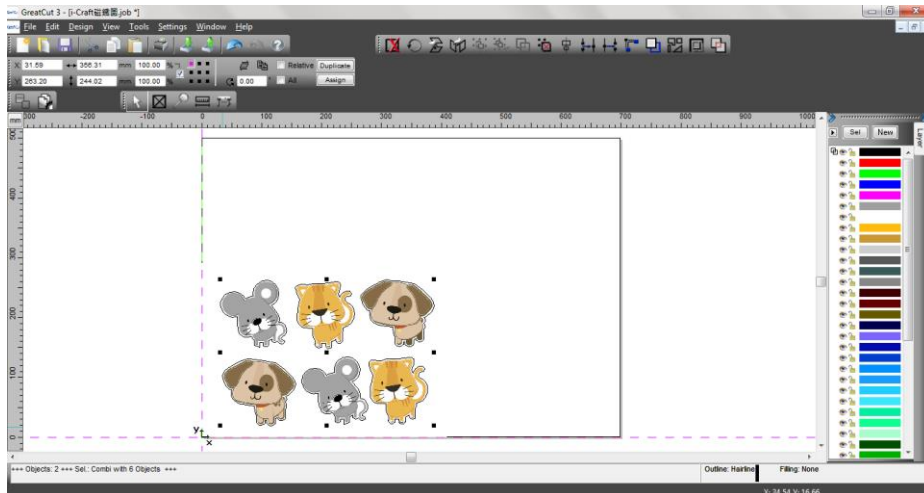 GreatCut 3 - [i-Craft磁鐵圖.job *]
File Edit Design View Tools Settings Window Help
X 31.59 366.31 mm 100.00 % Relative Duplicate
Y 263.20 244.02 mm 100.00 % 0.00 ° All Assign
mm 300 -200 -100 0 100 200 300 400 500 600 700 800 900 1000
Sel New
Layer
500
400
300
200
100
0
y
x
+++ Objects: 2 +++ Sel.: Combi with 6 Objects +++ Outline: Hairline Filing: None